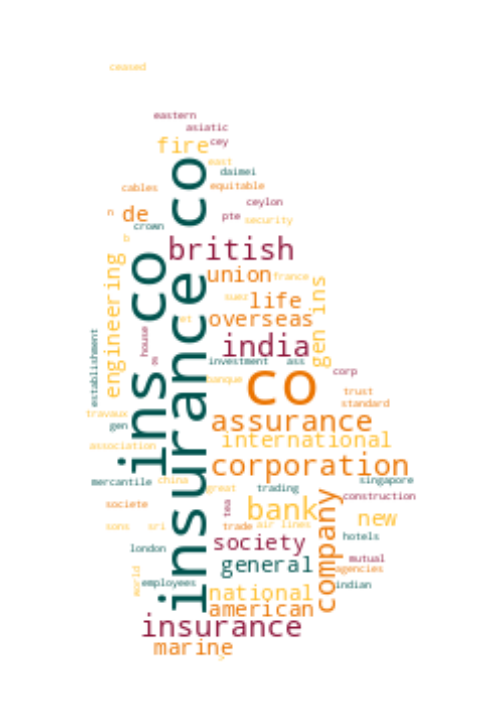 ceased
eastern
asiatic
fire
cey
insurance co
east
daimei
cables
equitable
ceylon
n
de
pte
security
crown
b
british
ins co
engineering
union
france
gen ins
suez
life
overseas
establishment
house
india
investment
ass
corp
banque
co
trust
standard
travaux
gen
assurance
international
association
corporation
mercantile
china
singapore
great
trading
construction
societe
tea
bank
company
new
sons
sri
trade
air lines
hotels
london
society
mutual
general
agencies
world
employees
indian
national
american
insurance
marine